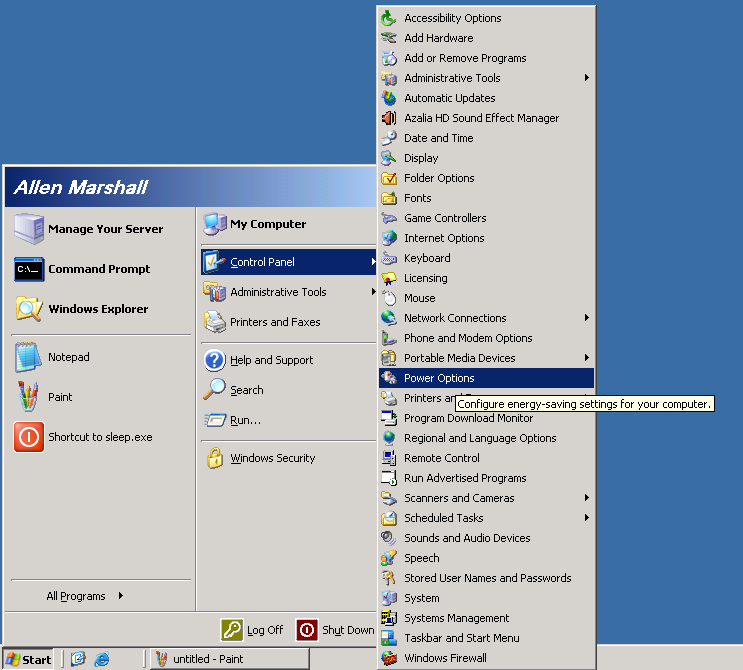 Allen Marshall
Manage Your Server
Command Prompt
C:\_
Windows Explorer
Notepad
Paint
Shortcut to sleep.exe
All Programs
My Computer
Control Panel
Administrative Tools
Printers and Faxes
Help and Support
Search
Run...
Windows Security
Log Off
Shut Down
Accessibility Options
Add Hardware
Add or Remove Programs
Administrative Tools
Automatic Updates
Azalia HD Sound Effect Manager
Date and Time
Display
Folder Options
Fonts
Game Controllers
Internet Options
Keyboard
Licensing
Mouse
Network Connections
Phone and Modem Options
Portable Media Devices
Power Options
Printers and
Configure energy-saving settings for your computer.
Program Download Monitor
Regional and Language Options
Remote Control
Run Advertised Programs
Scanners and Cameras
Scheduled Tasks
Sounds and Audio Devices
Speech
Stored User Names and Passwords
System
Systems Management
Taskbar and Start Menu
Windows Firewall
Start
untitled - Paint